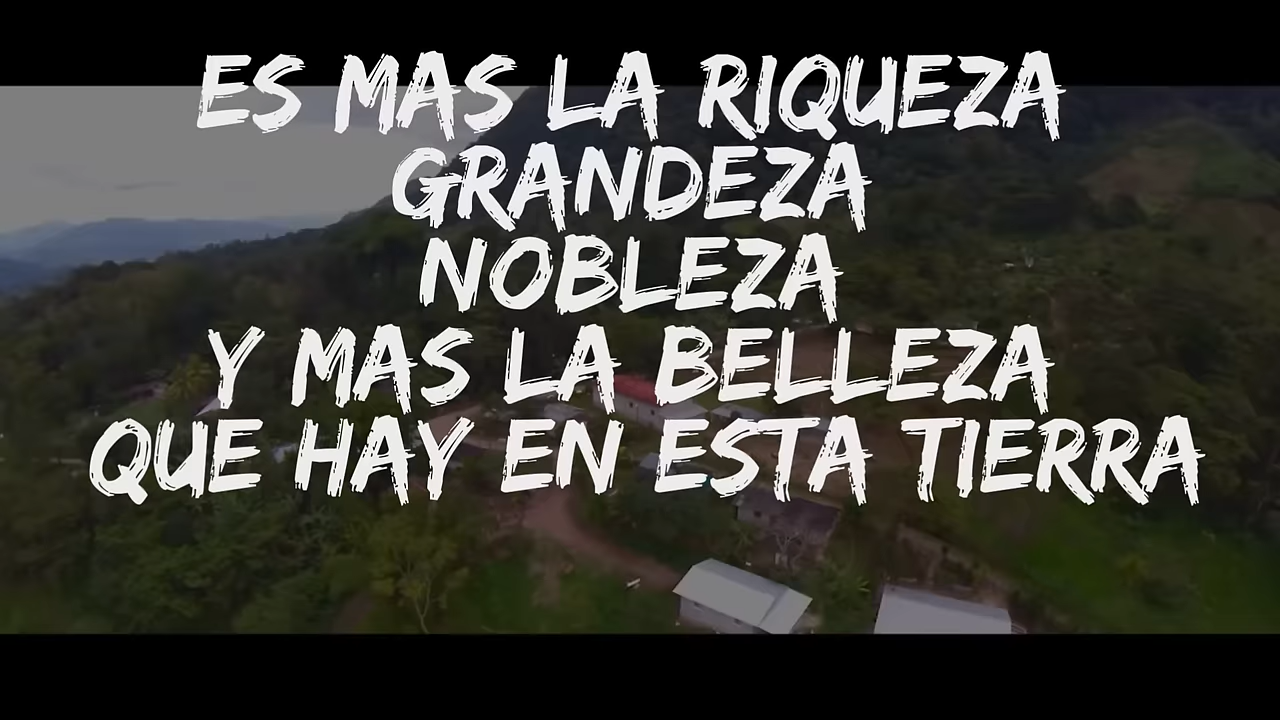 ES MAS LA RIQUEZA
GRANDEZA
NOBLEZA
Y MAS LA BELLEZA
QUE HAY EN ESTA TIERRA